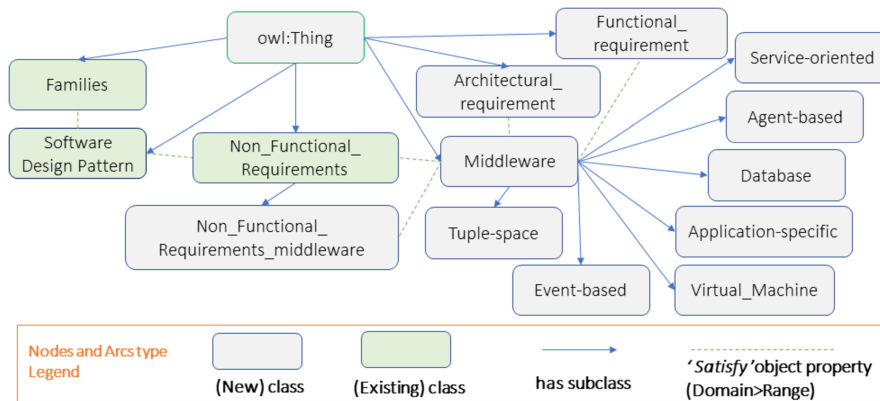 owl:Thing
Functional_
requirement
Families
Architectural_
requirement
Service-oriented
Software
Design Pattern
Non_Functional_
Requirements
Middleware
Agent-based
Database
Non_Functional_
Requirements_middleware
Tuple-space
Application-specific
Event-based
Virtual_Machine
Nodes and Arcs type
Legend
(New) class
(Existing) class
has subclass
‘Satisfy’object property
(Domain>Range)